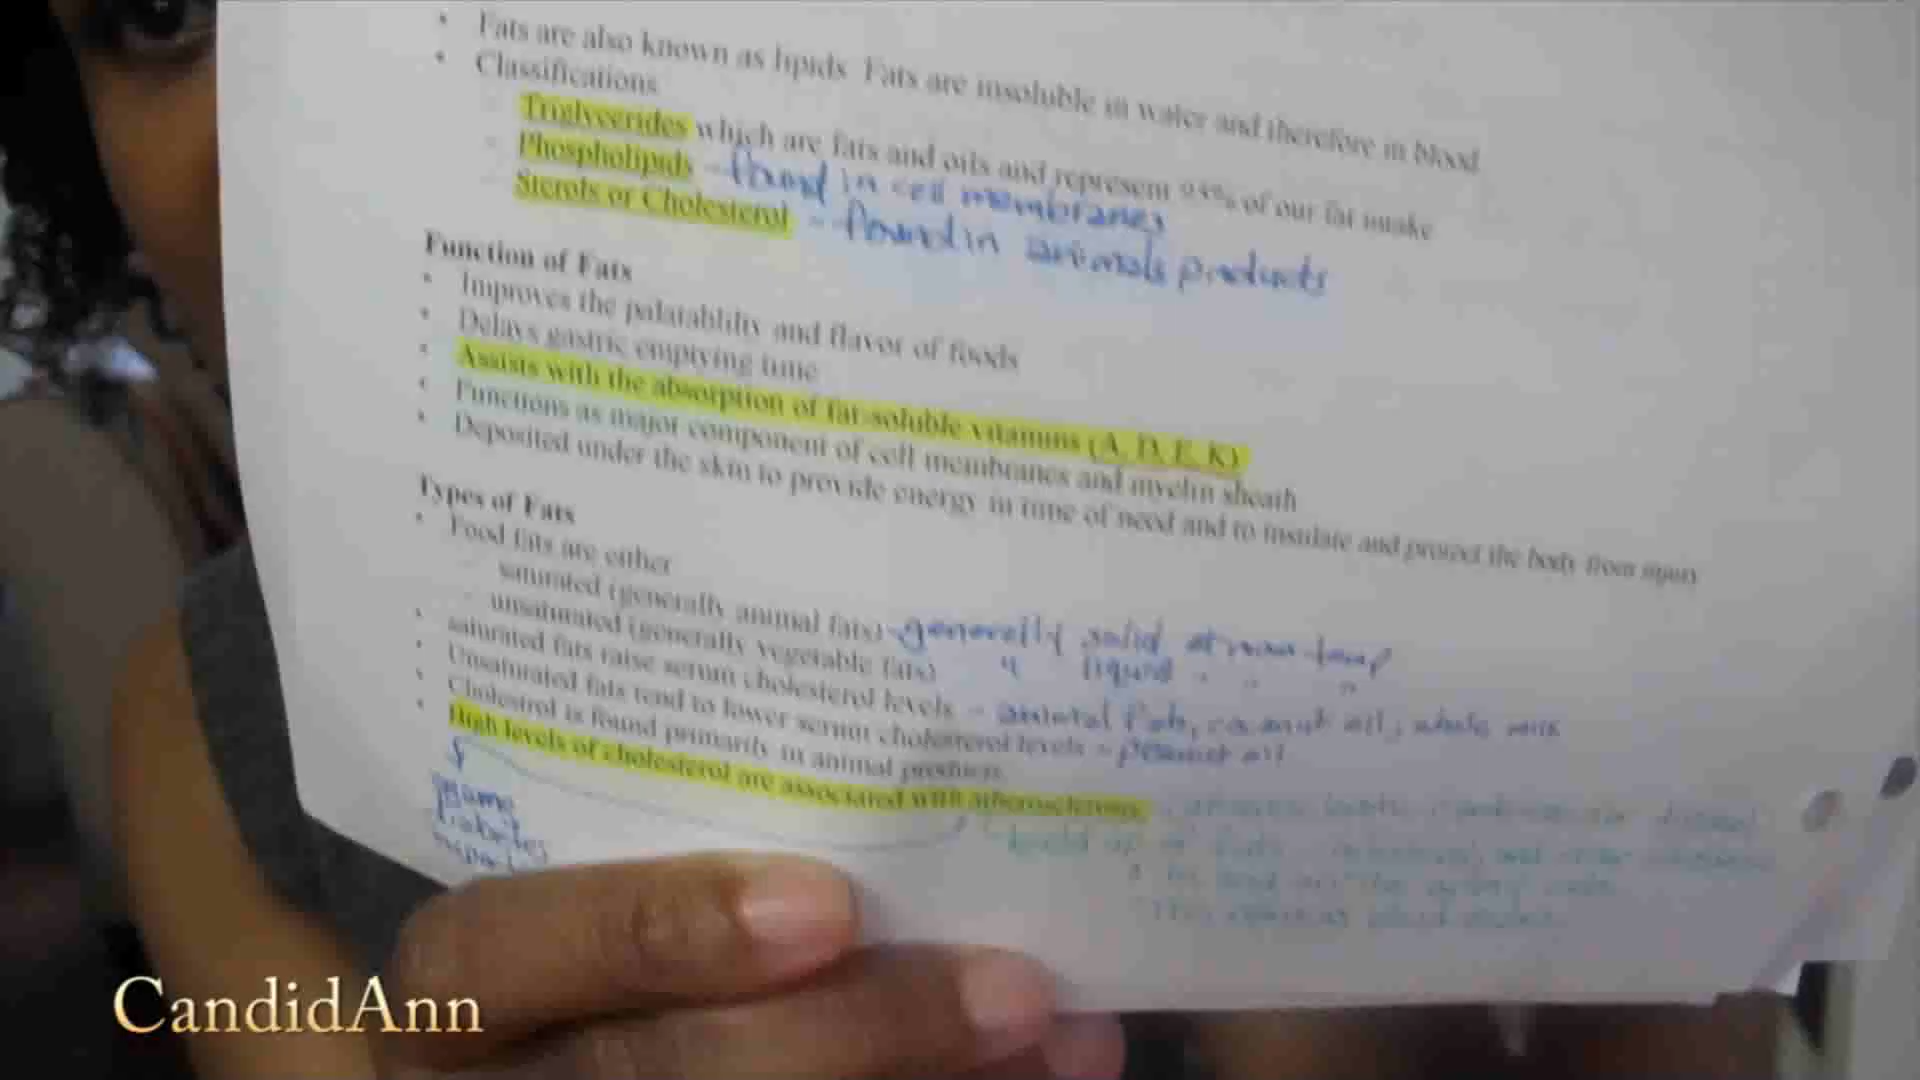 Fats are also known as lipids. Fats are insoluble in water and therefore in blood
Classifications
Triglycerides which are fats and oils and represent 95% of our fat intake
Phospholipids - found in cell membranes
Sterols or Cholesterol - found in animals products
Function of Fats
Improves the palatablilty and flavor of foods
Delays gastric emptying time
Assists with the absorption of fat-soluble vitamins (A, D, E, K)
Functions as major component of cell membranes and myelin sheath
Deposited under the skin to provide energy in time of need and to insulate and protect the body from injury
Types of Fats
Food fats are either
saturated (generally animal fats) - generally solid at room temp
unsaturated (generally vegetable fats) " liquid " " "
saturated fats raise serum cholesterol levels - animal fats, coconut oil, whole milk
Unsaturated fats tend to lower serum cholesterol levels - peanut oil
Cholestrol is found primarily in animal products
High levels of cholesterol are associated with atherosclerosis
diabetes
CandidAnn